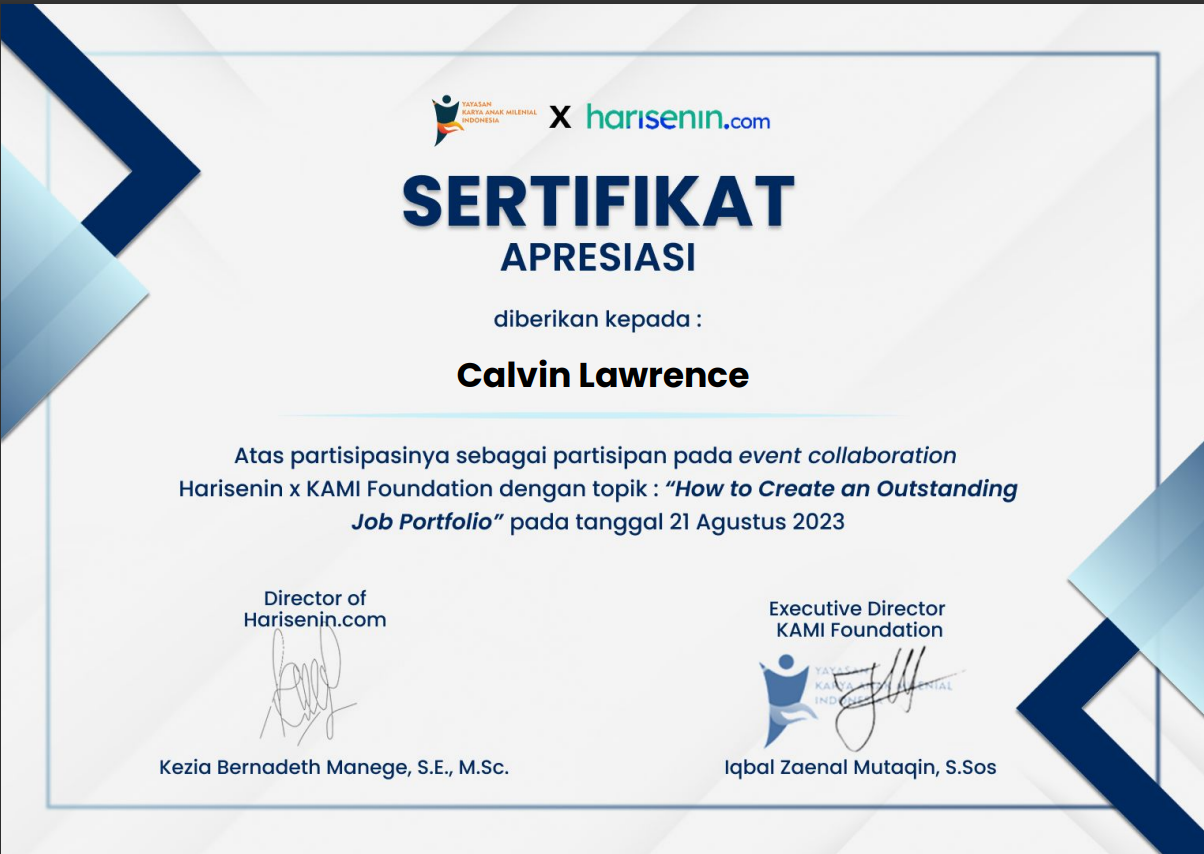 YAYASAN
KARYA ANAK MILENIAL
INDONESIA
X harisenin.com
SERTIFIKAT
APRESIASI
diberikan kepada :
Calvin Lawrence
Atas partisipasinya sebagai partisipan pada event collaboration
Harisenin x KAMI Foundation dengan topik : “How to Create an Outstanding
Job Portfolio” pada tanggal 21 Agustus 2023
Director of
Harisenin.com
Kezia Bernadeth Manege, S.E., M.Sc.
Executive Director
KAMI Foundation
YAYASAN
KARYA ANAK MILENIAL
INDONESIA
Iqbal Zaenal Mutaqin, S.Sos